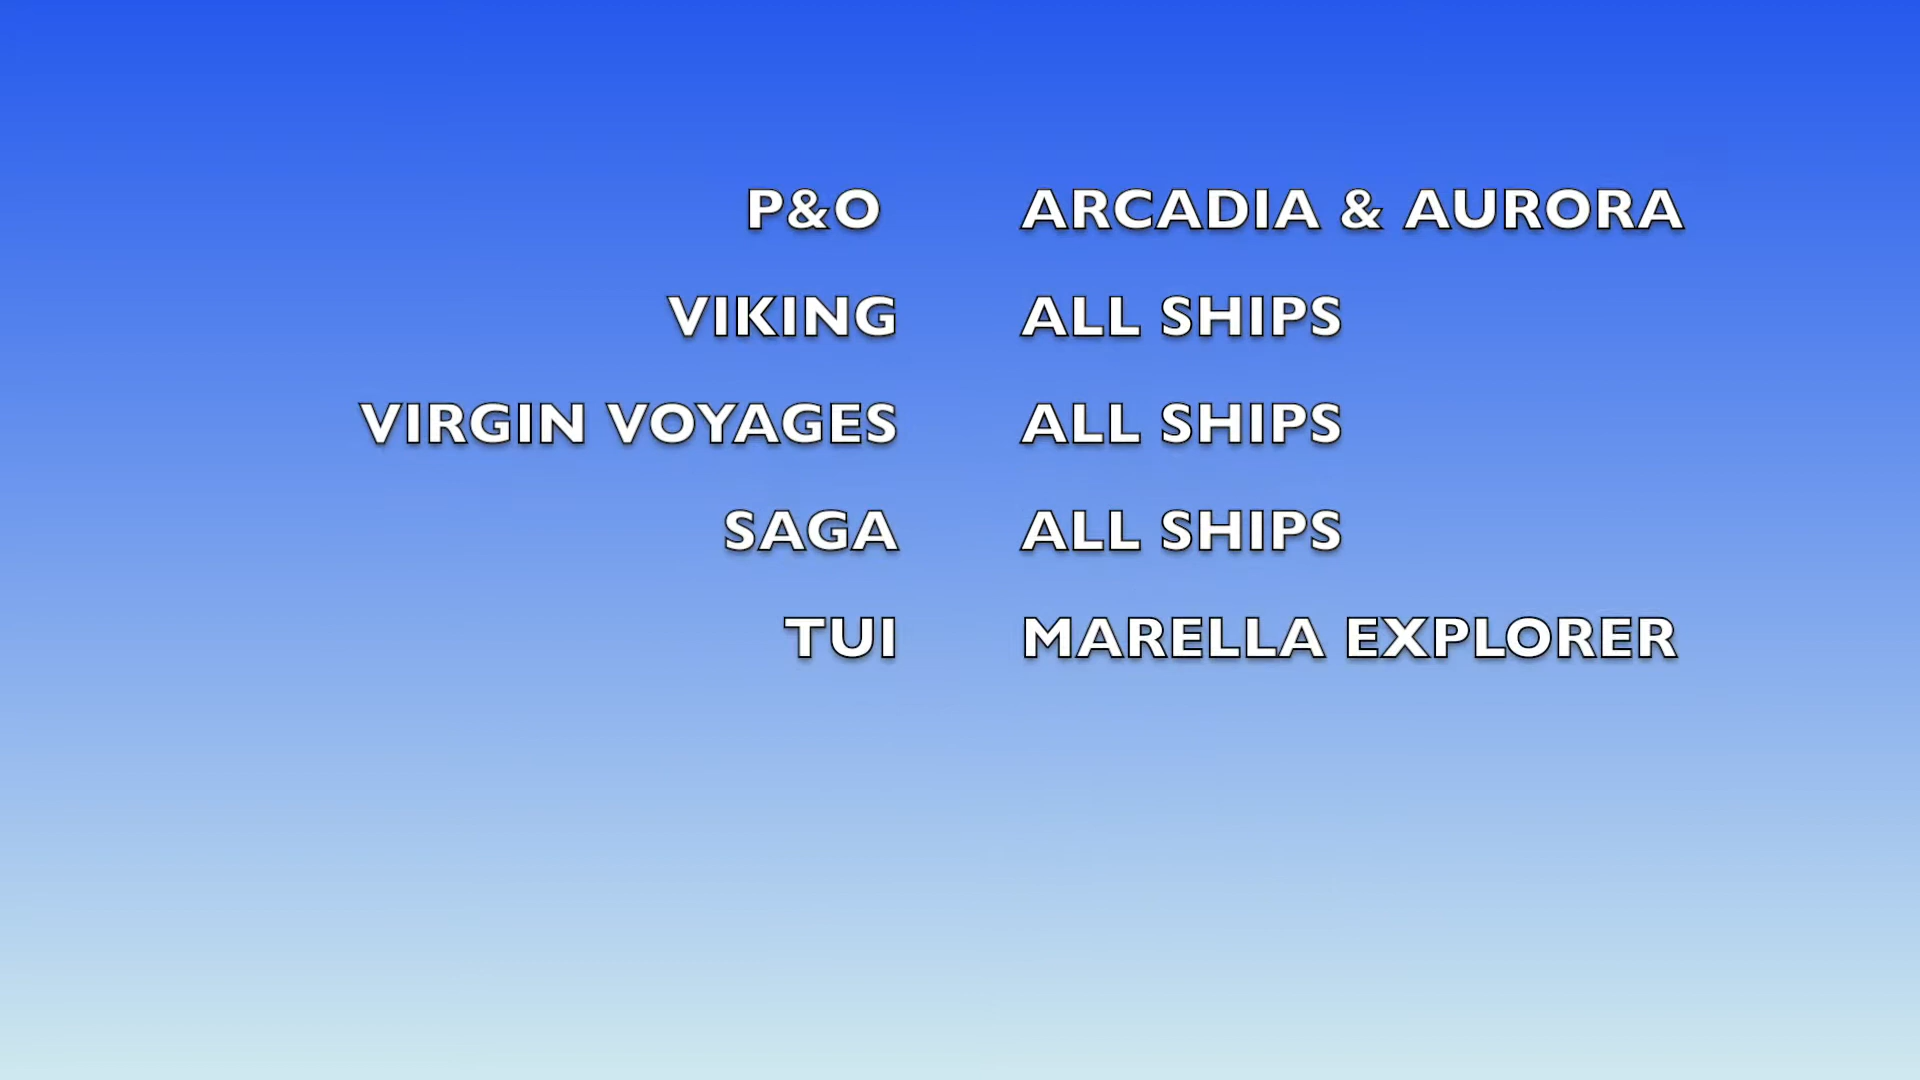 P&O ARCADIA & AURORA
VIKING ALL SHIPS
VIRGIN VOYAGES ALL SHIPS
SAGA ALL SHIPS
TUI MARELLA EXPLORER